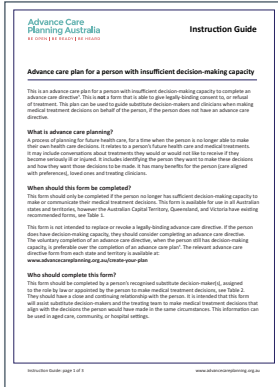 Advance Care
Planning Australia
BE OPEN | BE READY | BE HEARD
Instruction Guide
Advance care plan for a person with insufficient decision-making capacity
This is an advance care plan for a person with insufficient decision-making capacity to complete an
advance care directive*. This is not a form that is able to give legally-binding consent to, or refusal
of treatment. This plan can be used to guide substitute decision-makers and clinicians when making
medical treatment decisions on behalf of the person, if the person does not have an advance care
directive.
What is advance care planning?
A process of planning for future health care, for a time when the person is no longer able to make
their own health care decisions. It relates to a person's future health care and medical treatments.
It may include conversations about treatments they would or would not like to receive if they
become seriously ill or injured. It includes identifying the person they want to make these decisions
and how they want those decisions to be made. It has many benefits for the person (care aligned
with preferences), loved ones and treating clinicians.
When should this form be completed?
This form should only be completed if the person no longer has sufficient decision-making capacity to
make or communicate their medical treatment decisions. This form is available for use in all Australian
states and territories, however the Australian Capital Territory, Queensland, and Victoria have existing
recommended forms, see Table 1.
This form is not intended to replace or revoke a legally binding advance care directive. If the person
does have decision-making capacity, they should consider completing an advance care directive.
The voluntary completion of an advance care directive, when the person still has decision-making
capacity, is preferable over the completion of an advance care plan*. The relevant advance care
directive form from each state and territory is available at:
www.advancecareplanning.org.au/create-your-plan
Who should complete this form?
This form should be completed by a person's recognised substitute decision-maker(s), assigned
to the role by law or appointed by the person to make medical treatment decisions, see Table 2.
They should have a close and continuing relationship with the person. It is intended that this form
will assist substitute decision-makers and the treating team to make medical treatment decisions that
align with the decisions the person would have made in the same circumstances. This information can
be used in aged care, community, or hospital settings.
Instruction Guide: page 1 of 3
www.advancecareplanning.org.au